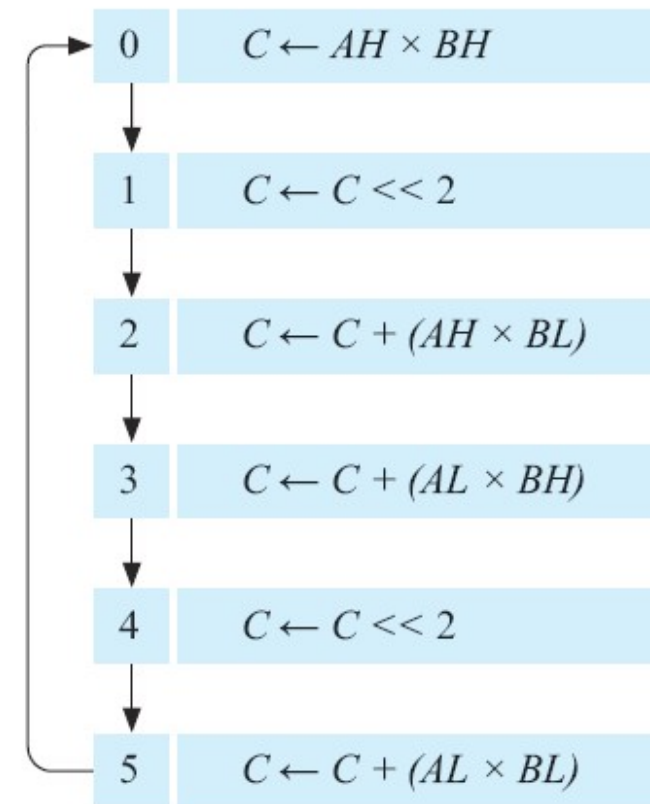 0 C ← AH × BH
1 C ← C << 2
2 C ← C + (AH × BL)
3 C ← C + (AL × BH)
4 C ← C << 2
5 C ← C + (AL × BL)